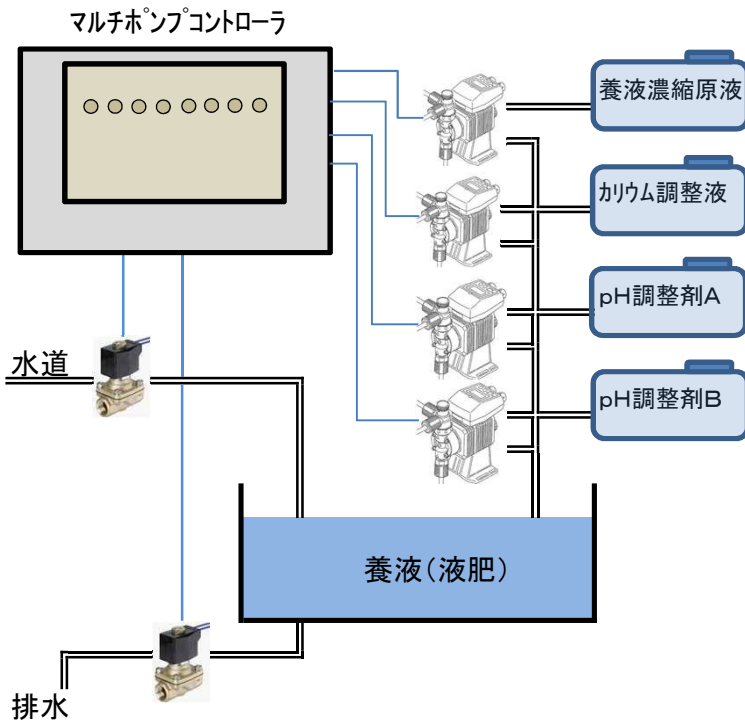 マルチポンプコントローラ
養液濃縮原液
カリウム調整液
pH調整剤A
pH調整剤B
水道
養液(液肥)
排水